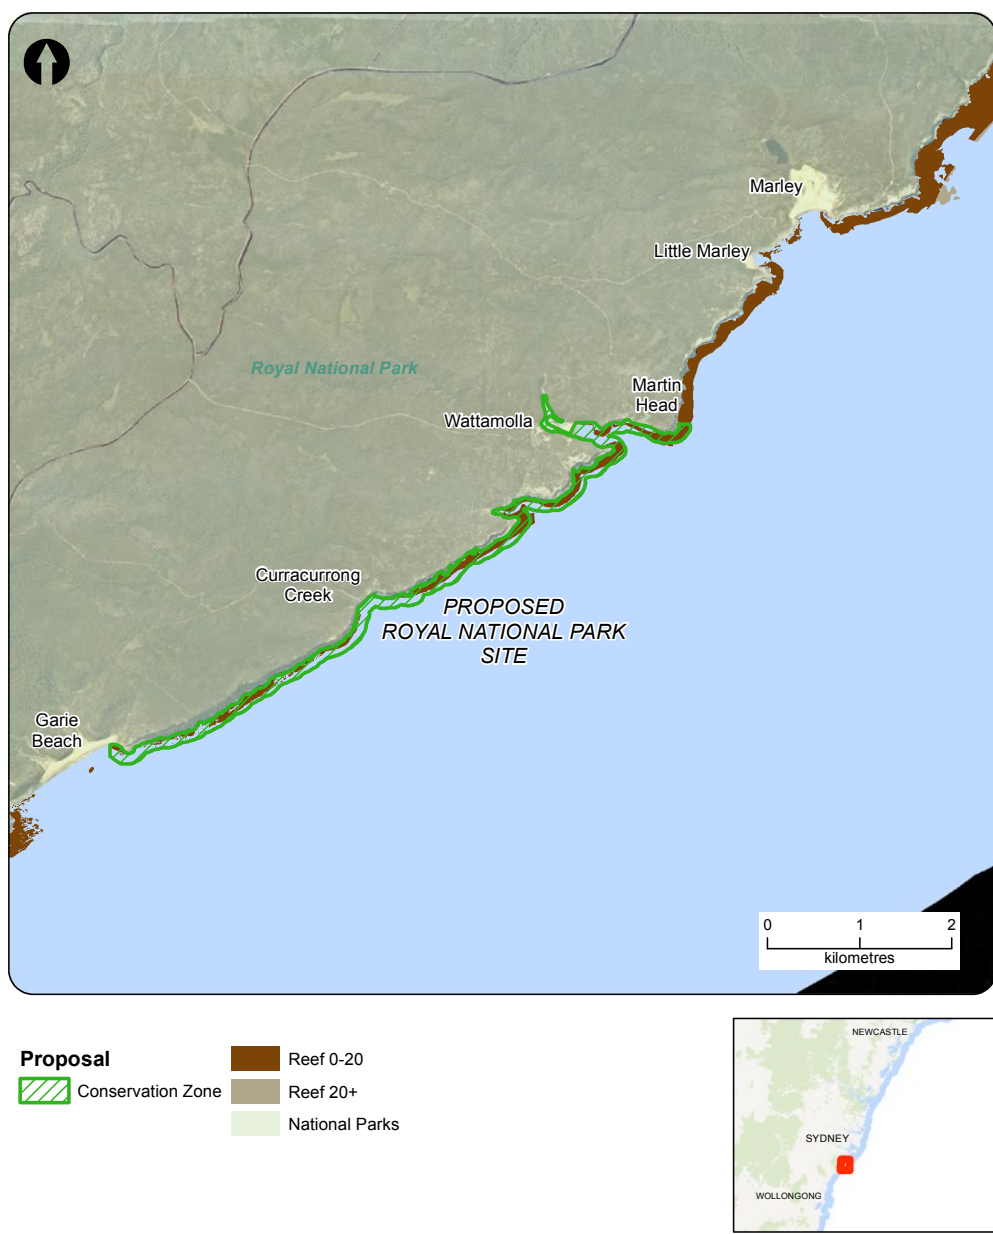 Marley
Little Marley
Royal National Park
Martin
Head
Wattamolla
Curracurrong
Creek
PROPOSED
ROYAL NATIONAL PARK
SITE
Garie
Beach
0 1 2
kilometres
Proposal
Conservation Zone
Reef 0-20
Reef 20+
National Parks
NEWCASTLE
SYDNEY
WOLLONGONG